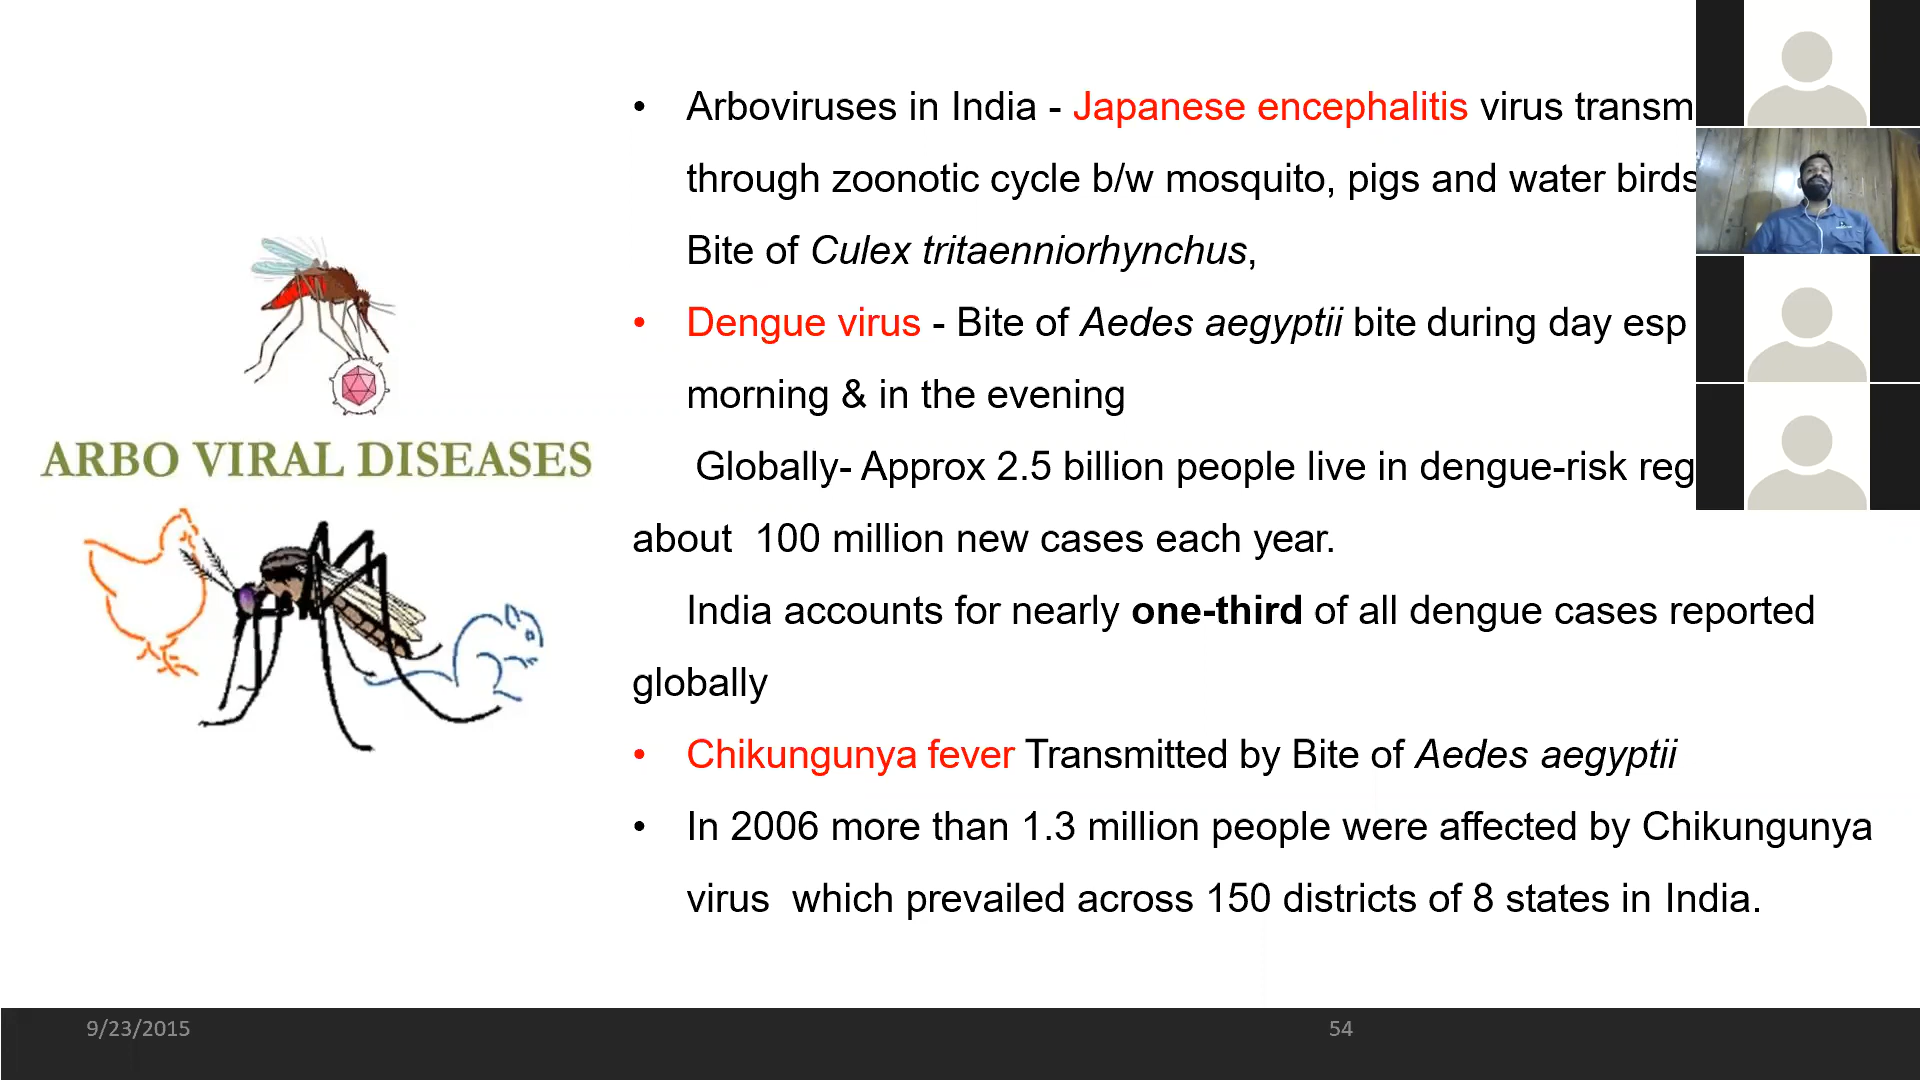 • Arboviruses in India - Japanese encephalitis virus
through zoonotic cycle b/w mosquito, pigs and water birds
Bite of Culex tritaenniorhynchus,
• Dengue virus - Bite of Aedes aegyptii bite during day esp
morning & in the evening
Globally- Approx 2.5 billion people live in dengue-risk
about 100 million new cases each year.
India accounts for nearly one-third of all dengue cases reported
globally
• Chikungunya fever Transmitted by Bite of Aedes aegyptii
• In 2006 more than 1.3 million people were affected by Chikungunya
virus which prevailed across 150 districts of 8 states in India.
ARBO VIRAL DISEASES
9/23/2015
54